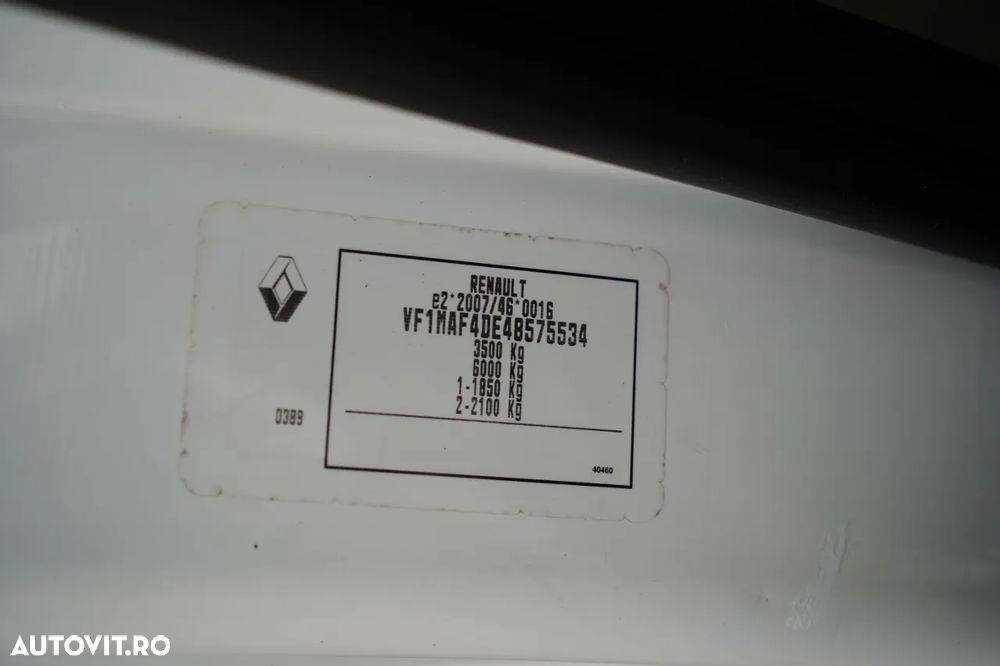 RENAULT
e2*2007/46*0016
VF1MAF4DE48575534
3500 Kg
6000 Kg
1-1850 Kg
2-2100 Kg
D389
40460
AUTOVIT.RO